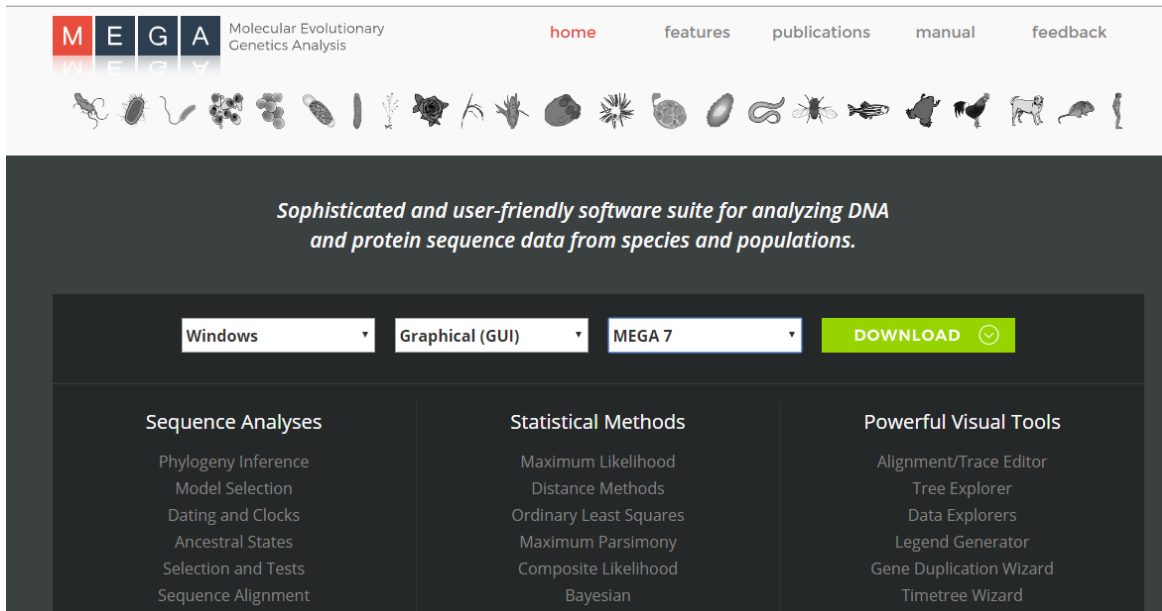 MEGA Molecular Evolutionary
Genetics Analysis
home features publications manual feedback
Sophisticated and user-friendly software suite for analyzing DNA
and protein sequence data from species and populations.
Windows Graphical (GUI) MEGA 7 DOWNLOAD
Sequence Analyses
Phylogeny Inference
Model Selection
Dating and Clocks
Ancestral States
Selection and Tests
Sequence Alignment
Statistical Methods
Maximum Likelihood
Distance Methods
Ordinary Least Squares
Maximum Parsimony
Composite Likelihood
Bayesian
Powerful Visual Tools
Alignment/Trace Editor
Tree Explorer
Data Explorers
Legend Generator
Gene Duplication Wizard
Timetree Wizard